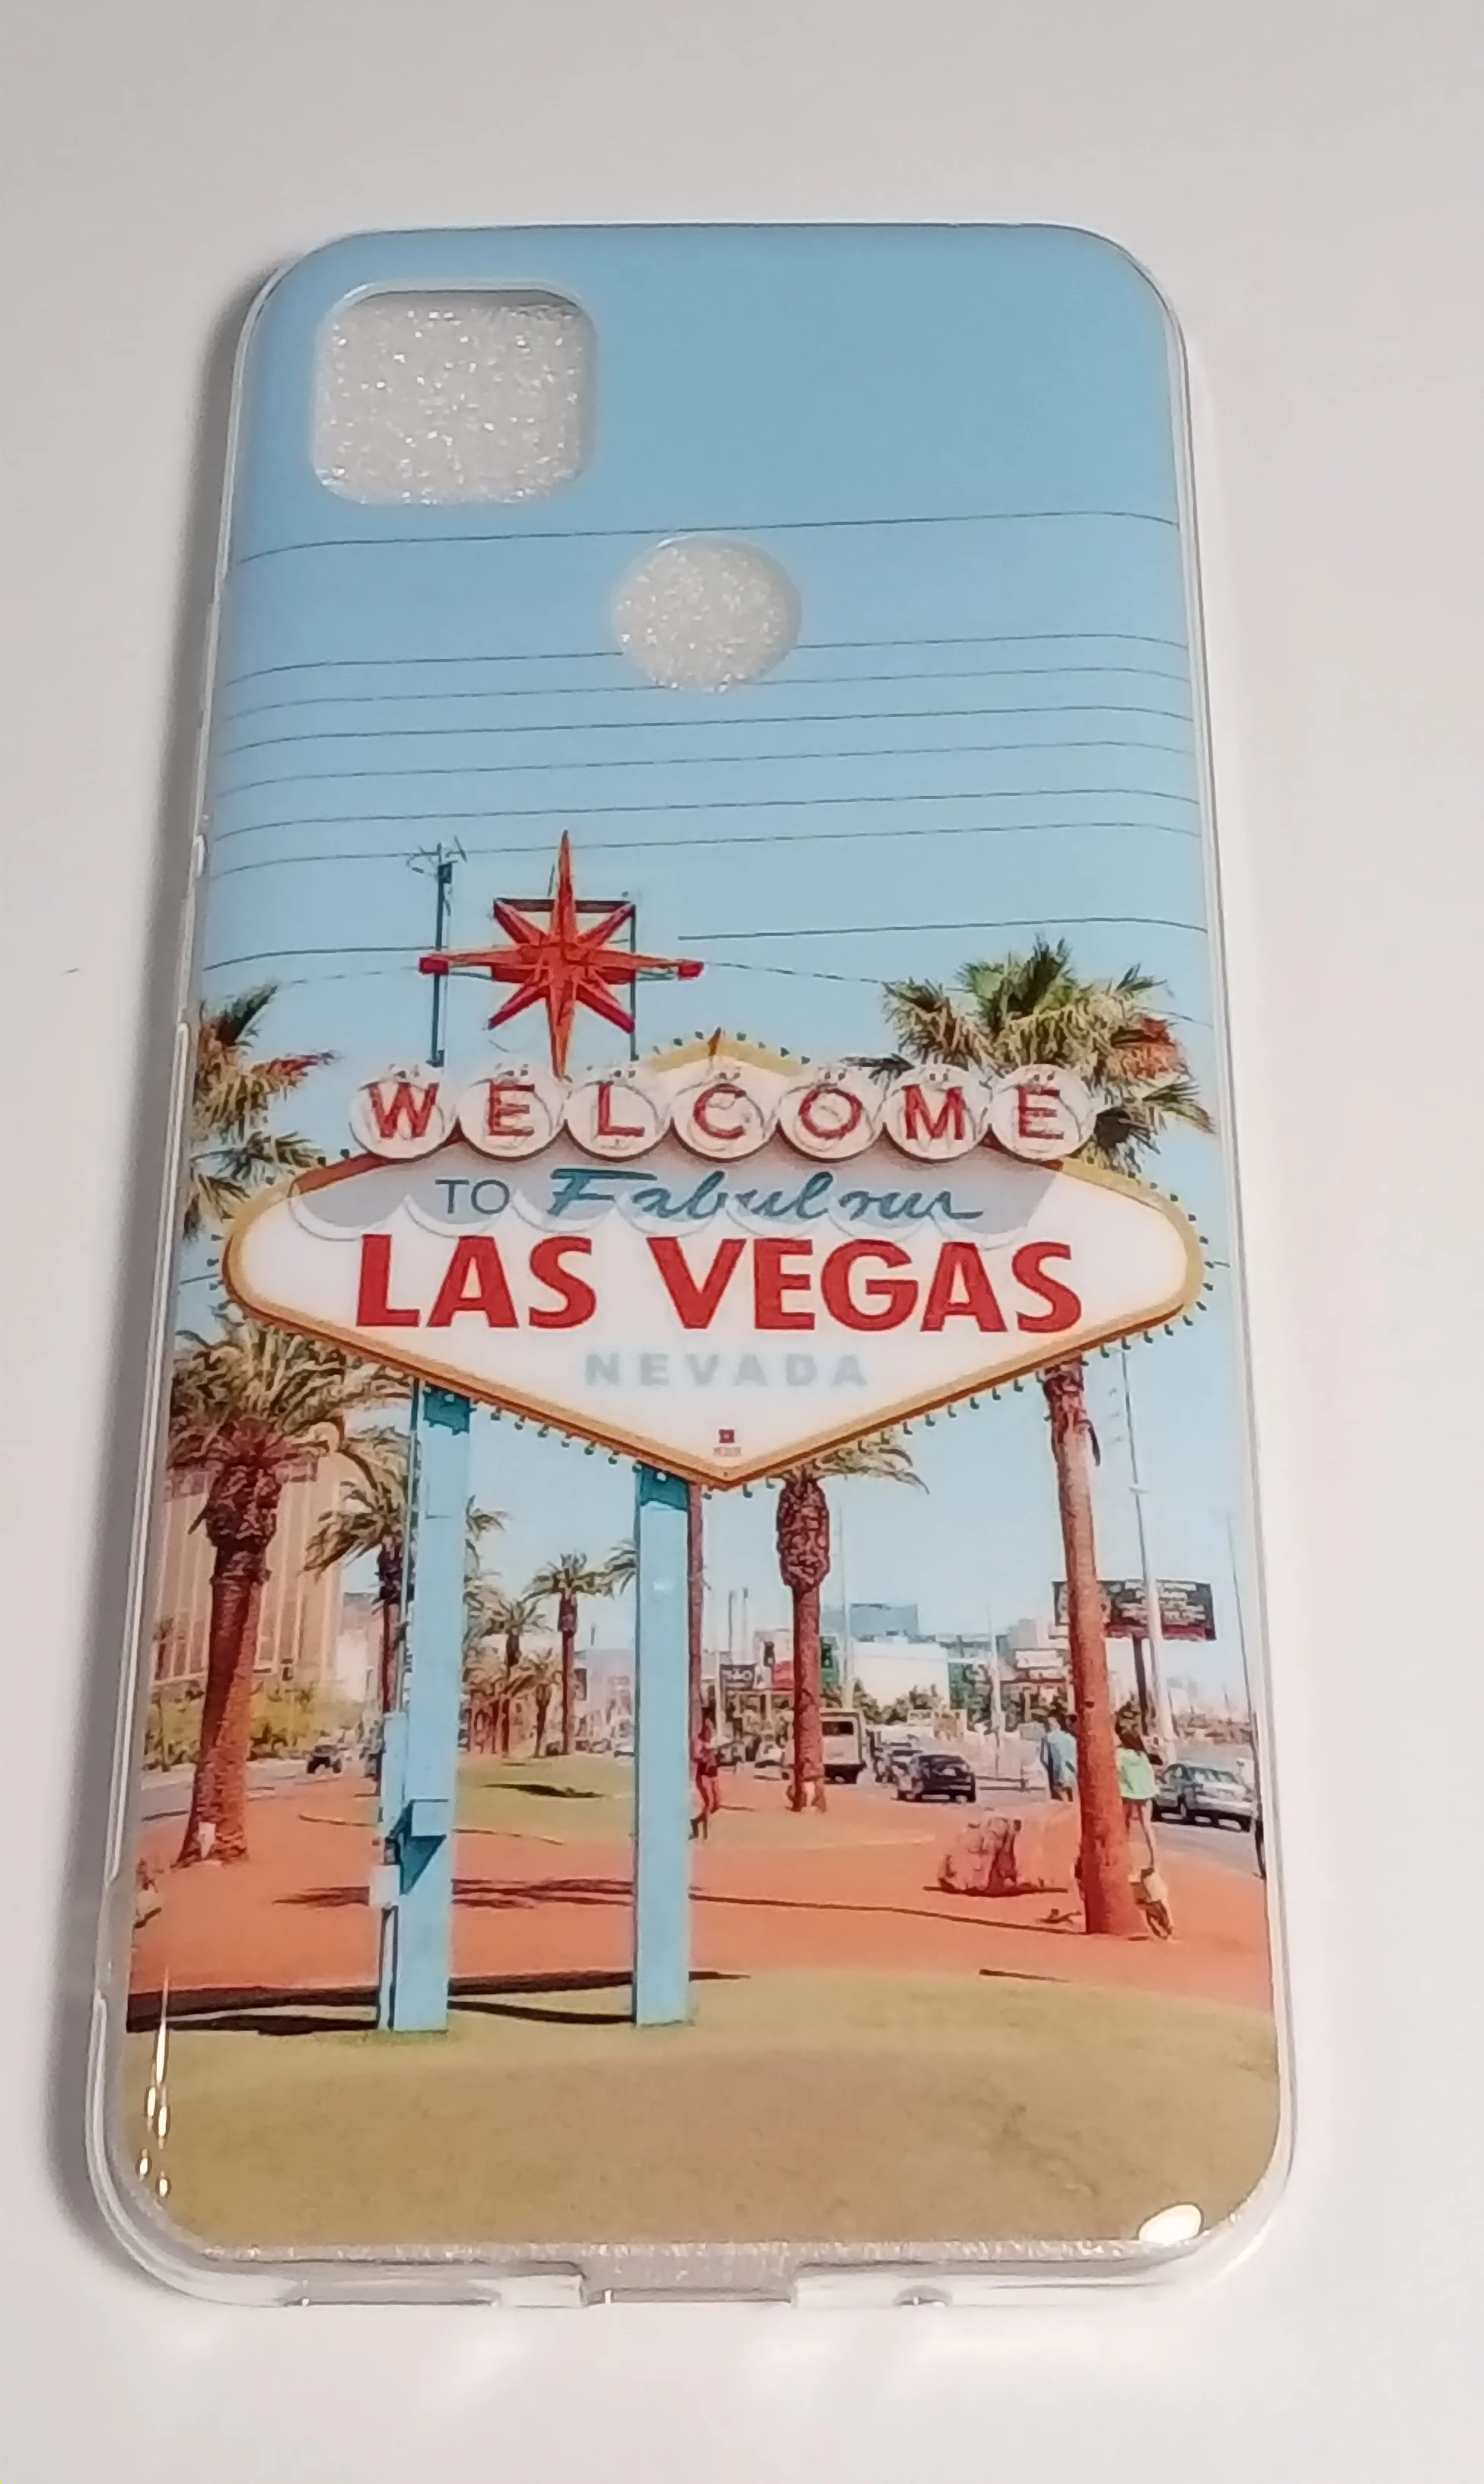 WELCOME
TO Fabulous
LAS VEGAS
NEVADA